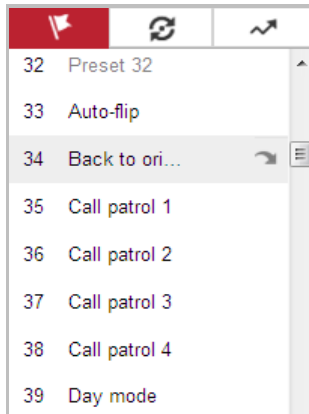 32 Preset 32
33 Auto-flip
34 Back to ori...
35 Call patrol 1
36 Call patrol 2
37 Call patrol 3
38 Call patrol 4
39 Day mode